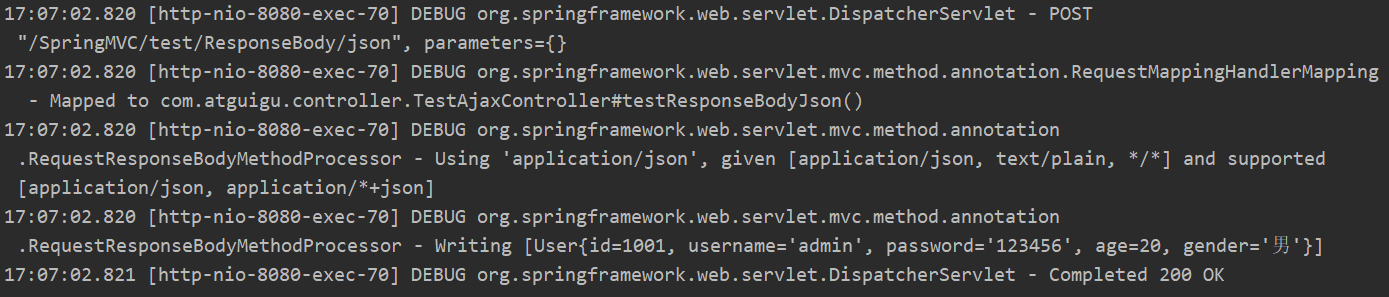 17:07:02.820 [http-nio-8080-exec-70] DEBUG org.springframework.web.servlet.DispatcherServlet - POST
"/SpringMVC/test/ResponseBody/json", parameters={}
17:07:02.820 [http-nio-8080-exec-70] DEBUG org.springframework.web.servlet.mvc.method.annotation.RequestMappingHandlerMapping
- Mapped to com.atguigu.controller.TestAjaxController#testResponseBodyJson()
17:07:02.820 [http-nio-8080-exec-70] DEBUG org.springframework.web.servlet.mvc.method.annotation
.RequestResponseBodyMethodProcessor - Using 'application/json', given [application/json, text/plain, */*] and supported
[application/json, application/*+json]
17:07:02.820 [http-nio-8080-exec-70] DEBUG org.springframework.web.servlet.mvc.method.annotation
.RequestResponseBodyMethodProcessor - Writing [User{id=1001, username='admin', password='123456', age=20, gender='男'}]
17:07:02.821 [http-nio-8080-exec-70] DEBUG org.springframework.web.servlet.DispatcherServlet - Completed 200 OK